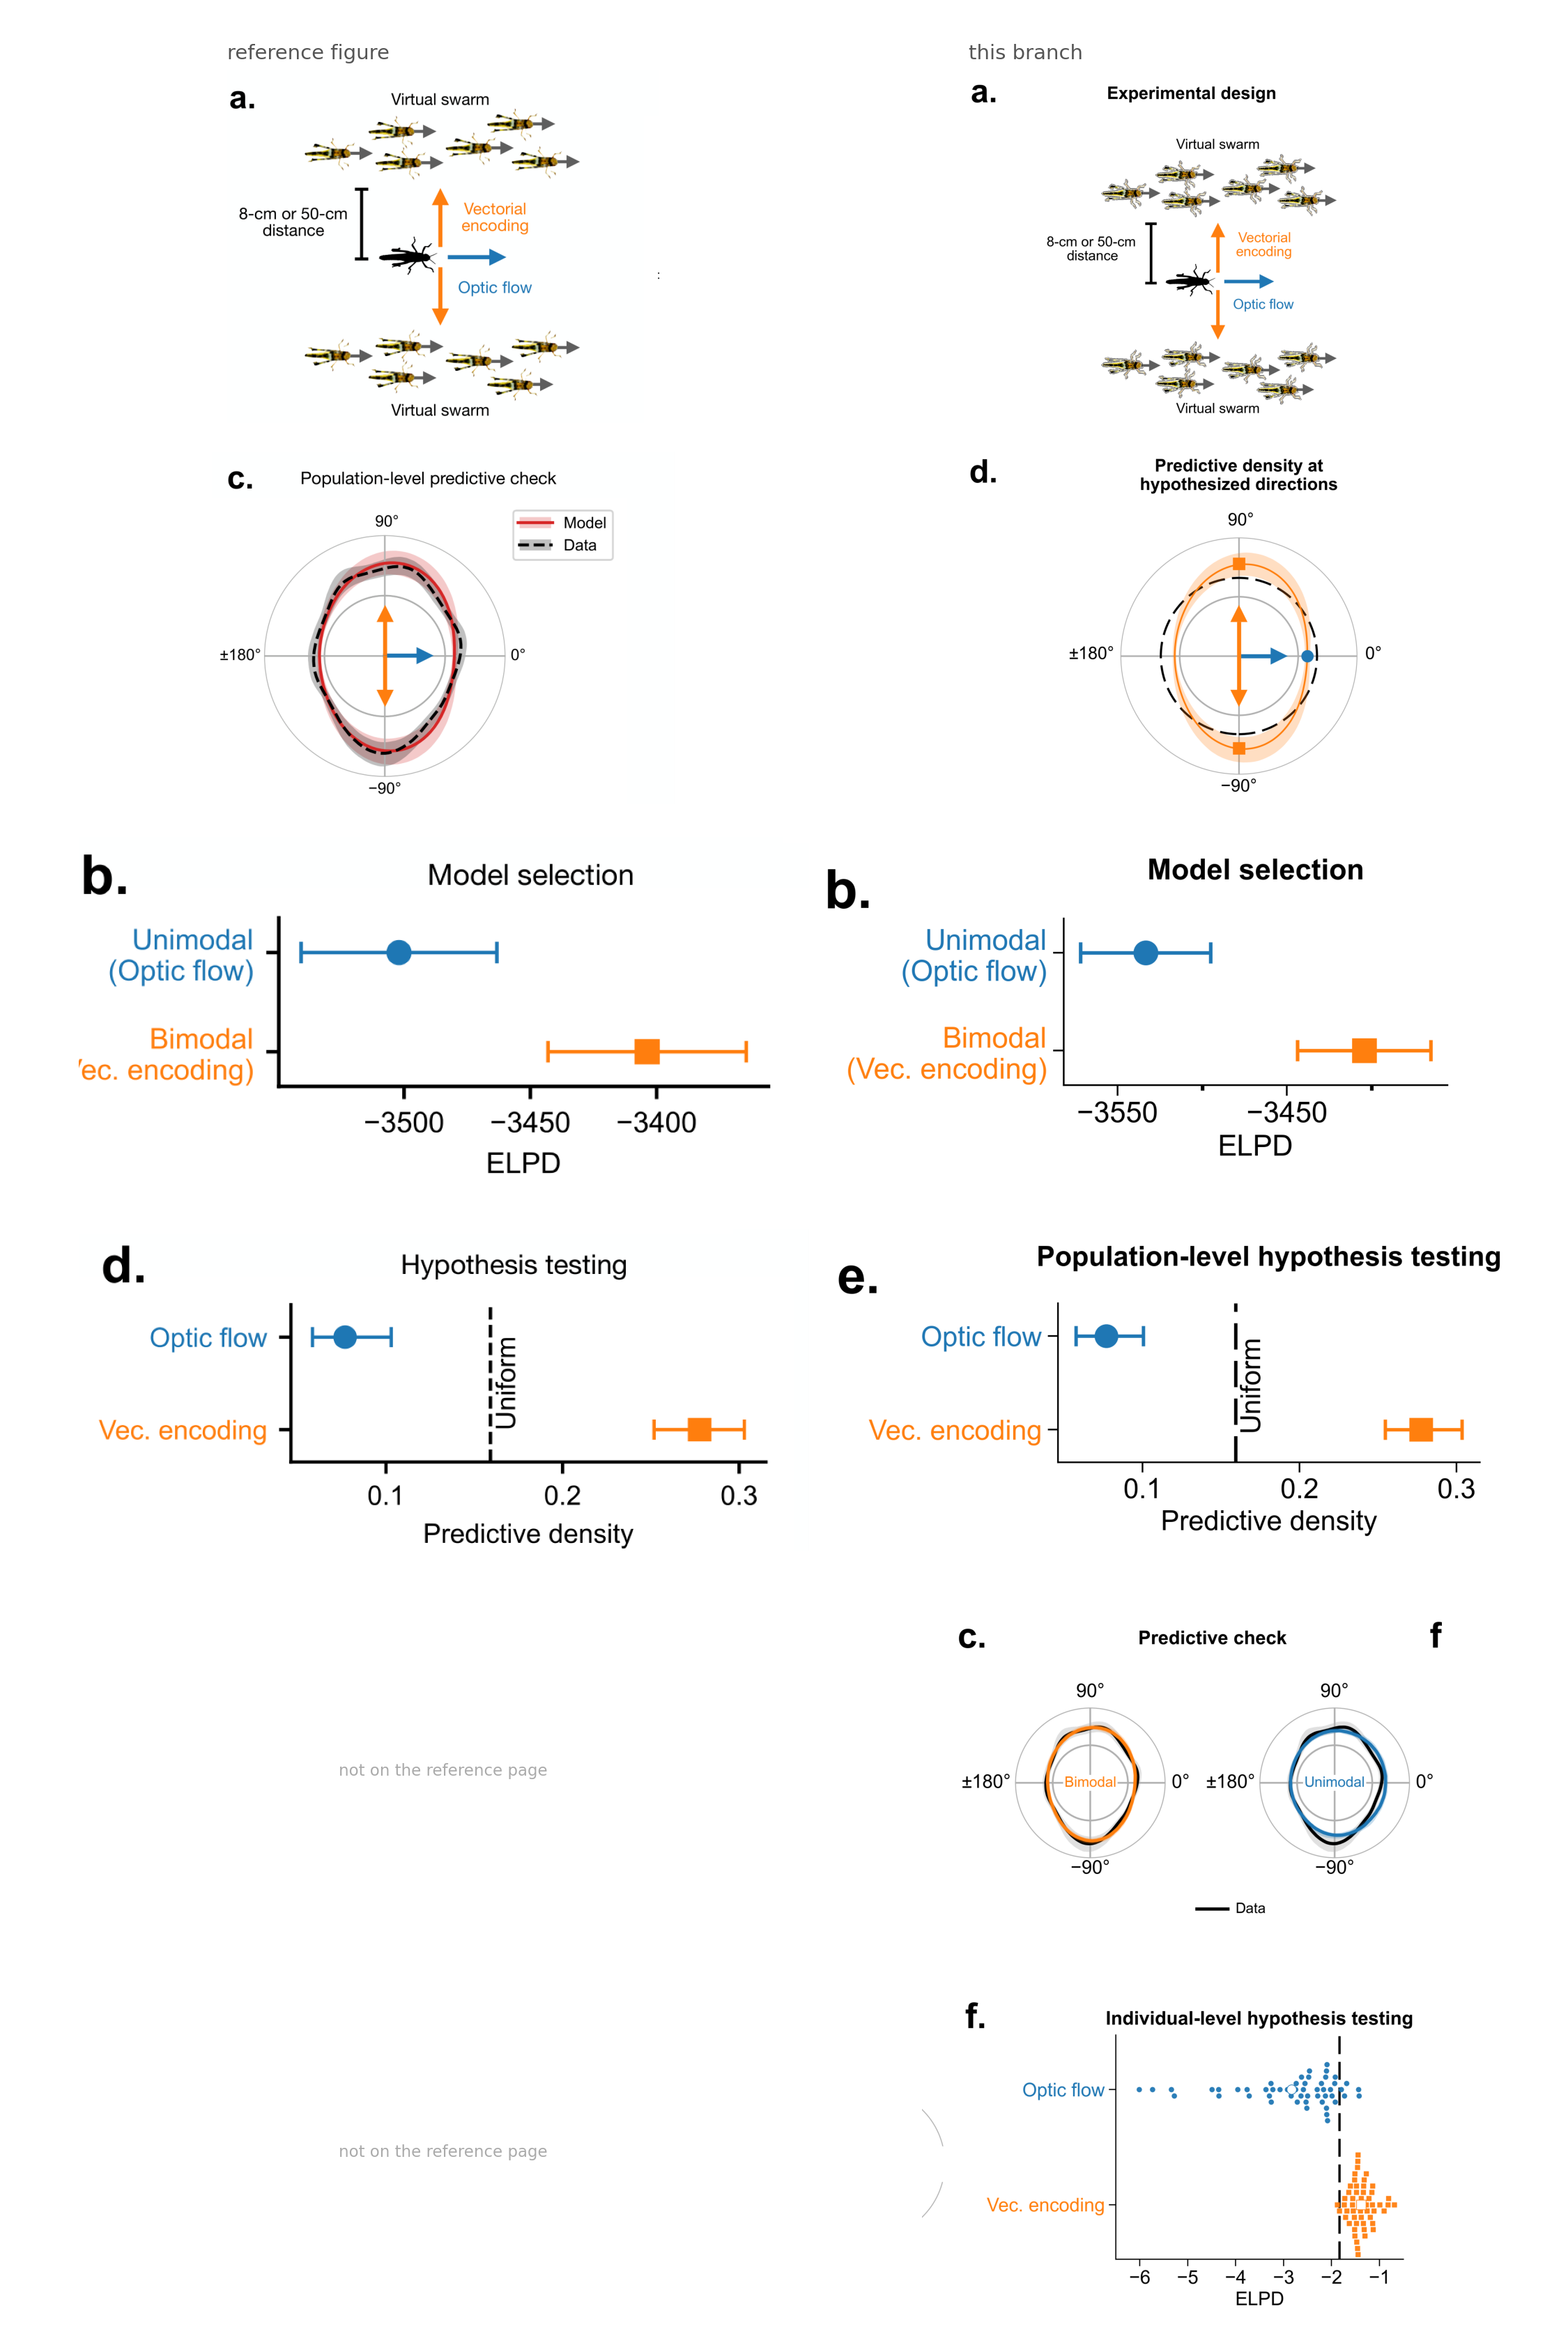 reference figure
this branch
a.
Virtual swarm
8-cm or 50-cm
distance
Vectorial
encoding
Optic flow
Virtual swarm
:
a.
Experimental design
Virtual swarm
8-cm or 50-cm
distance
Vectorial
encoding
Optic flow
Virtual swarm
c.
Population-level predictive check
Model
Data
90°
±180°
0°
−90°
d.
Predictive density at
hypothesized directions
90°
±180°
0°
−90°
b.
Model selection
Unimodal
(Optic flow)
Bimodal
ec. encoding)
−3500
−3450
−3400
ELPD
b.
Model selection
Unimodal
(Optic flow)
Bimodal
(Vec. encoding)
−3550
−3450
ELPD
d.
Hypothesis testing
Optic flow
Vec. encoding
Uniform
0.1
0.2
0.3
Predictive density
e.
Population-level hypothesis testing
Optic flow
Vec. encoding
Uniform
0.1
0.2
0.3
Predictive density
not on the reference page
c.
Predictive check
f
90°
±180°
Bimodal
0°
−90°
90°
±180°
Unimodal
0°
−90°
Data
not on the reference page
f.
Individual-level hypothesis testing
Optic flow
Vec. encoding
−6
−5
−4
−3
−2
−1
ELPD